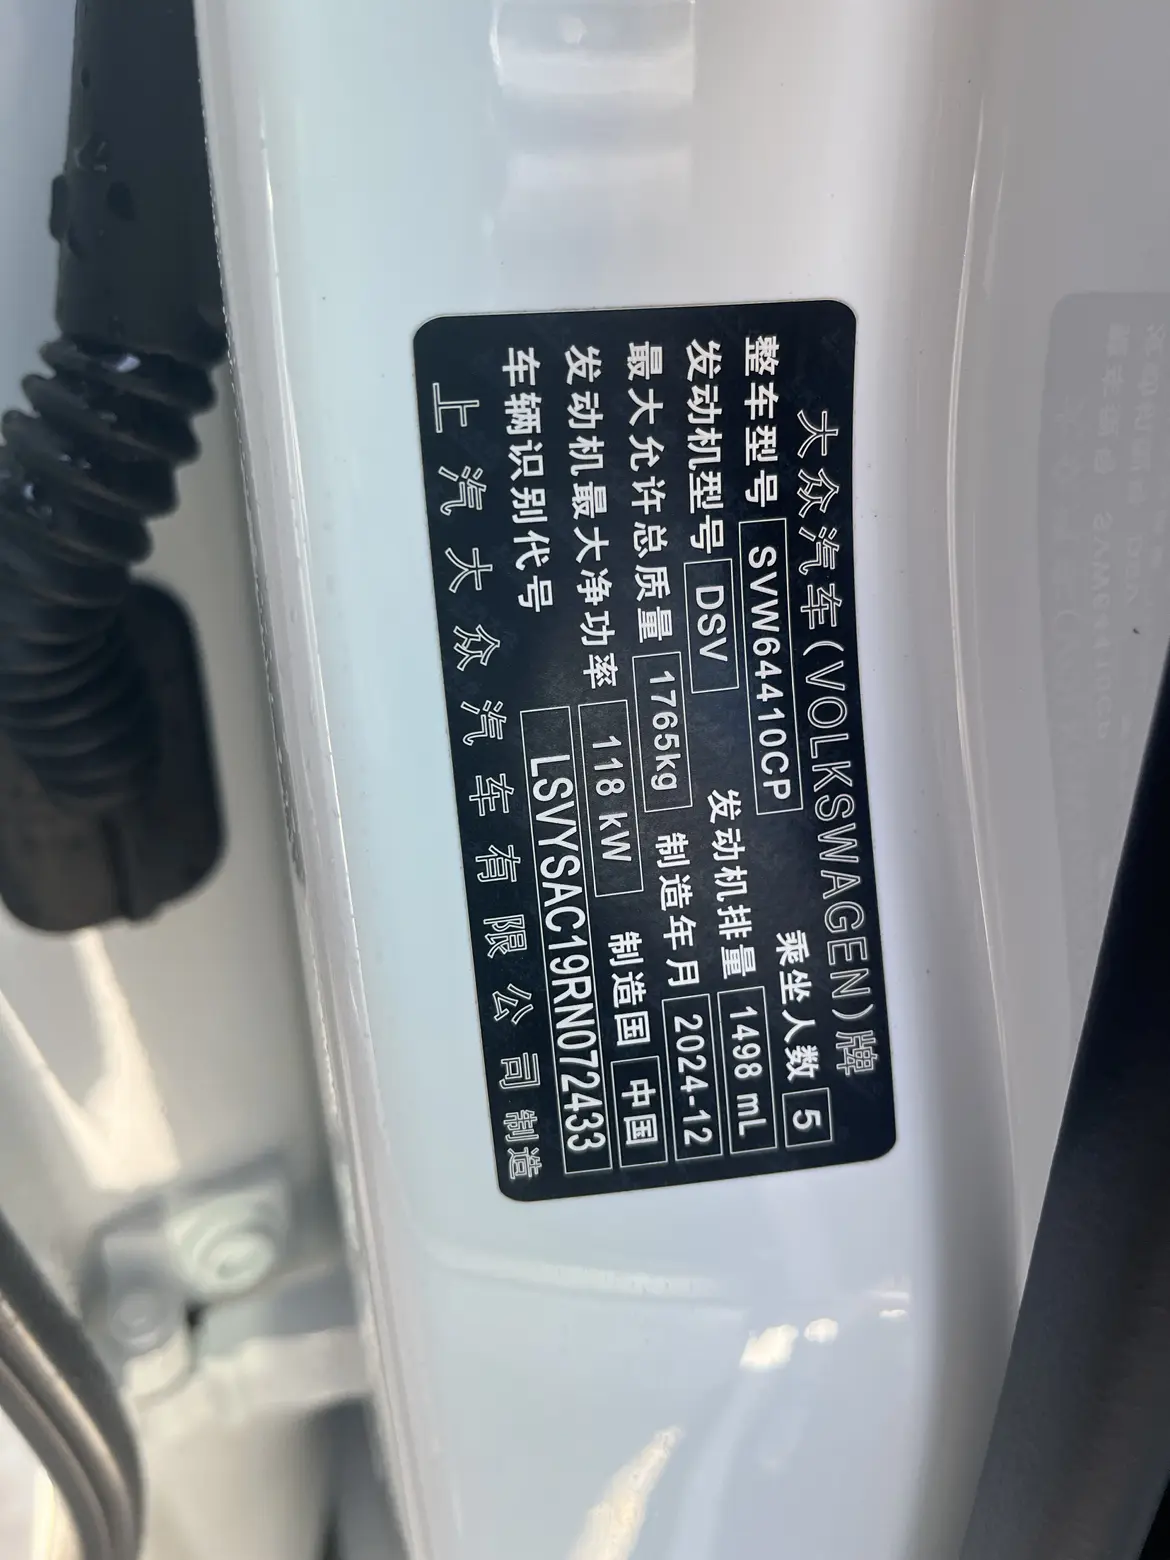 大众汽车(VOLKSWAGEN)牌
整车型号 SVW64410CP 乘坐人数 5
发动机型号 DSV 发动机排量 1498 mL
最大允许总质量 1765kg 制造年月 2024-12
发动机最大净功率 118 kW 制造国 中国
车辆识别代号 LSVYSAC19RN072433
上汽大众汽车有限公司制造